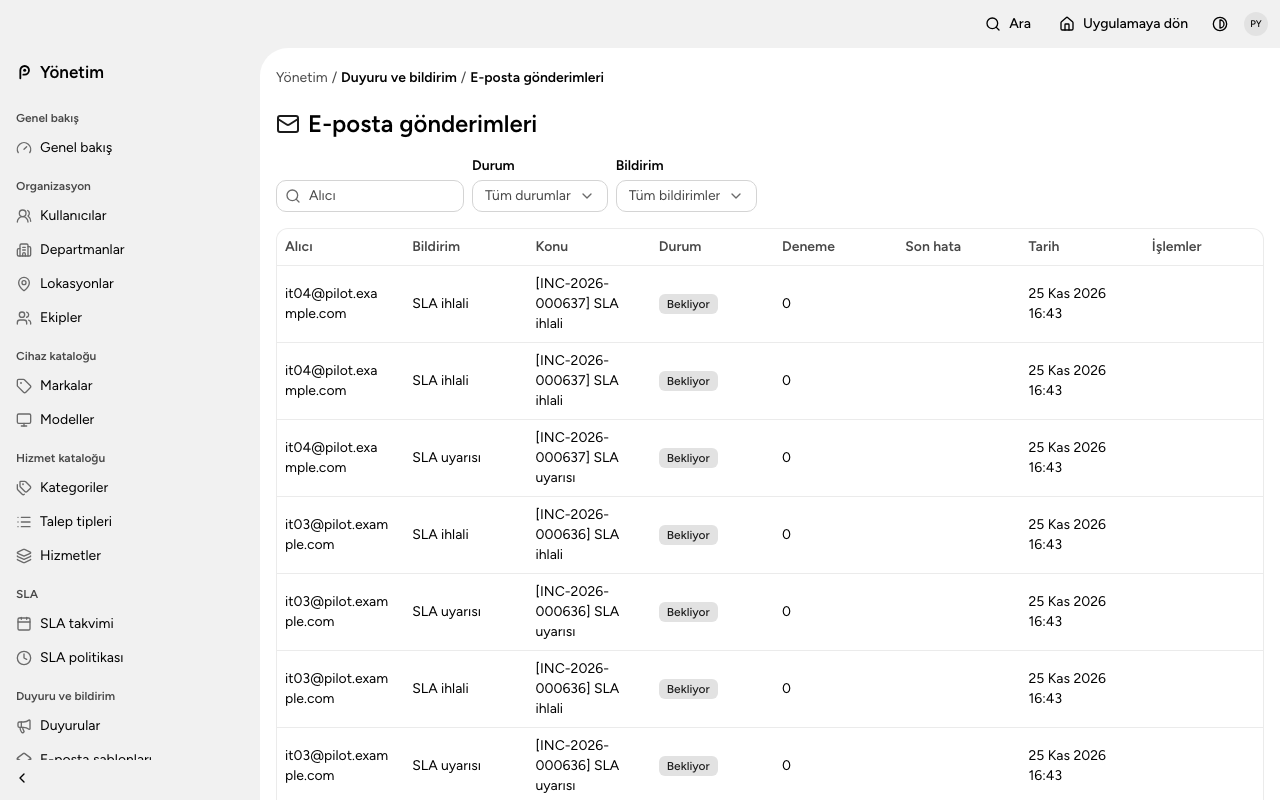 Ara
Uygulamaya dön
PY
Yönetim
Genel bakış
Genel bakış
Organizasyon
Kullanıcılar
Departmanlar
Lokasyonlar
Ekipler
Cihaz kataloğu
Markalar
Modeller
Hizmet kataloğu
Kategoriler
Talep tipleri
Hizmetler
SLA
SLA takvimi
SLA politikası
Duyuru ve bildirim
Duyurular
E-posta şablonları
Yönetim / Duyuru ve bildirim / E-posta gönderimleri
E-posta gönderimleri
Durum
Bildirim
Alıcı
Tüm durumlar
Tüm bildirimler
Alıcı Bildirim Konu Durum Deneme Son hata Tarih İşlemler
it04@pilot.exa
mple.com
SLA ihlali
[INC-2026-
000637] SLA
ihlali
Bekliyor
0
25 Kas 2026
16:43
it04@pilot.exa
mple.com
SLA ihlali
[INC-2026-
000637] SLA
ihlali
Bekliyor
0
25 Kas 2026
16:43
it04@pilot.exa
mple.com
SLA uyarısı
[INC-2026-
000637] SLA
uyarısı
Bekliyor
0
25 Kas 2026
16:43
it03@pilot.exam
ple.com
SLA ihlali
[INC-2026-
000636] SLA
ihlali
Bekliyor
0
25 Kas 2026
16:43
it03@pilot.exam
ple.com
SLA uyarısı
[INC-2026-
000636] SLA
uyarısı
Bekliyor
0
25 Kas 2026
16:43
it03@pilot.exam
ple.com
SLA ihlali
[INC-2026-
000636] SLA
ihlali
Bekliyor
0
25 Kas 2026
16:43
it03@pilot.exam
ple.com
SLA uyarısı
[INC-2026-
000636] SLA
uyarısı
Bekliyor
0
25 Kas 2026
16:43